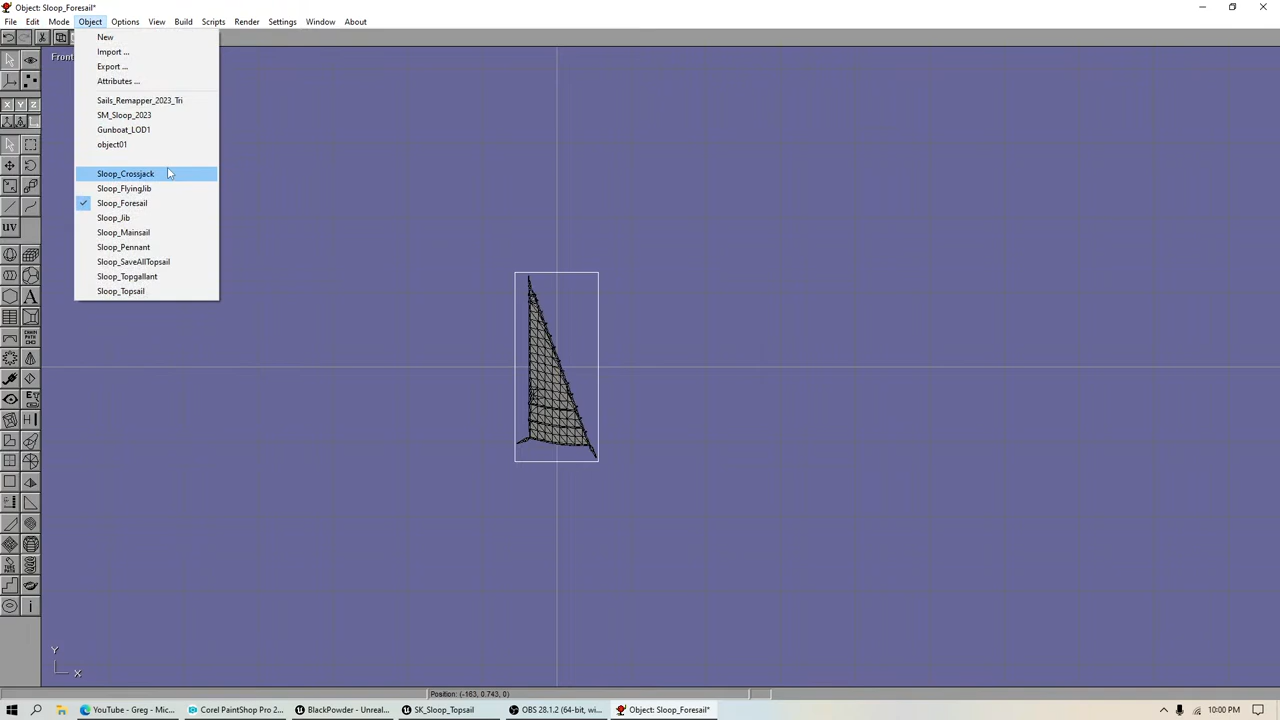 Object: Sloop_Foresail*
File Edit Mode Object Options View Build Scripts Render Settings Window About
New
Import ...
Front
Export ...
Attributes ...
Sails_Remapper_2023_Tri
X Y Z
SM_Sloop_2023
Gunboat_LOD1
object01
Sloop_Crossjack
Sloop_FlyingJib
Sloop_Foresail
Sloop_Jib
uv
Sloop_Mainsail
Sloop_Pennant
Sloop_SaveAllTopsail
Sloop_Topgallant
Sloop_Topsail
A
Y
X
Position: (-163, 0.743, 0)
YouTube - Greg - Mic... Corel PaintShop Pro 2... BlackPowder - Unreal... SK_Sloop_Topsail OBS 28.1.2 (64-bit, wi... Object: Sloop_Foresail* 10:00 PM